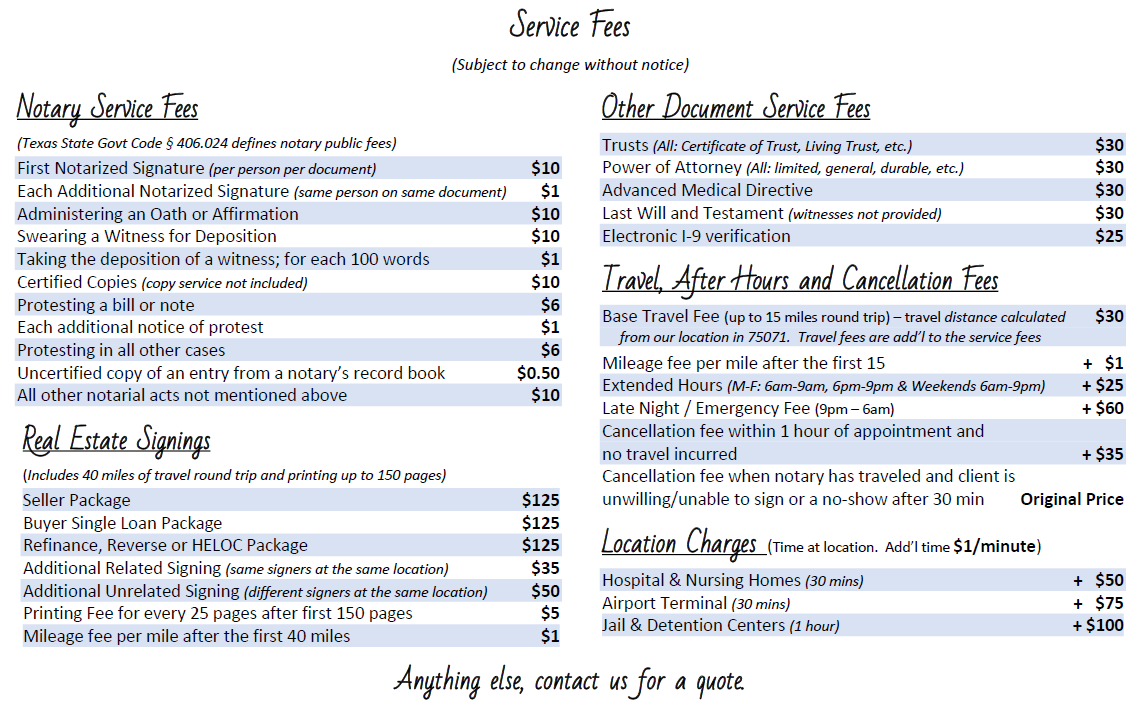 Service Fees
(Subject to change without notice)
Notary Service Fees
(Texas State Govt Code § 406.024 defines notary public fees)
First Notarized Signature (per person per document) $10
Each Additional Notarized Signature (same person on same document) $1
Administering an Oath or Affirmation $10
Swearing a Witness for Deposition $10
Taking the deposition of a witness; for each 100 words $1
Certified Copies (copy service not included) $10
Protesting a bill or note $6
Each additional notice of protest $1
Protesting in all other cases $6
Uncertified copy of an entry from a notary’s record book $0.50
All other notarial acts not mentioned above $10
Real Estate Signings
(Includes 40 miles of travel round trip and printing up to 150 pages)
Seller Package $125
Buyer Single Loan Package $125
Refinance, Reverse or HELOC Package $125
Additional Related Signing (same signers at the same location) $35
Additional Unrelated Signing (different signers at the same location) $50
Printing Fee for every 25 pages after first 150 pages $5
Mileage fee per mile after the first 40 miles $1
Other Document Service Fees
Trusts (All: Certificate of Trust, Living Trust, etc.) $30
Power of Attorney (All: limited, general, durable, etc.) $30
Advanced Medical Directive $30
Last Will and Testament (witnesses not provided) $30
Electronic I-9 verification $25
Travel, After Hours and Cancellation Fees
Base Travel Fee (up to 15 miles round trip) – travel distance calculated $30
from our location in 75071. Travel fees are add’l to the service fees
Mileage fee per mile after the first 15 + $1
Extended Hours (M-F: 6am-9am, 6pm-9pm & Weekends 6am-9pm) + $25
Late Night / Emergency Fee (9pm – 6am) + $60
Cancellation fee within 1 hour of appointment and
no travel incurred + $35
Cancellation fee when notary has traveled and client is
unwilling/unable to sign or a no-show after 30 min Original Price
Location Charges (Time at location. Add’l time $1/minute)
Hospital & Nursing Homes (30 mins) + $50
Airport Terminal (30 mins) + $75
Jail & Detention Centers (1 hour) + $100
Anything else, contact us for a quote.